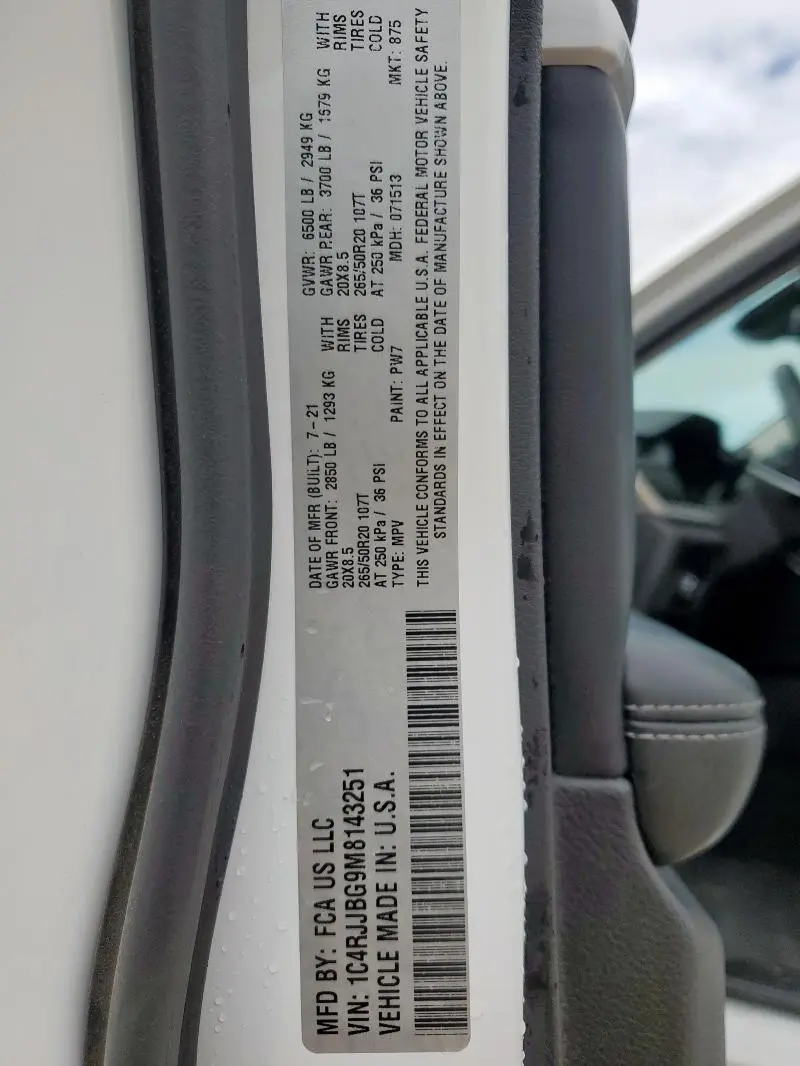 MFD BY: FCA US LLC
VIN: 1C4RJJBG9M8143251
VEHICLE MADE IN: U.S.A.
DATE OF MFR (BUILT): 7-21
GAWR FRONT: 2850 LB / 1293 KG WITH
20X8.5 RIMS
265/50R20 107T TIRES
AT 250 kPa / 36 PSI COLD
TYPE: MPV PAINT: PW7
GVWR: 6500 LB / 2949 KG
GAWR REAR: 3700 LB / 1579 KG WITH
20X8.5 RIMS
265/50R20 107T TIRES
AT 250 kPa / 36 PSI COLD
MDH: 071513 MKT: 875
THIS VEHICLE CONFORMS TO ALL APPLICABLE U.S.A. FEDERAL MOTOR VEHICLE SAFETY
STANDARDS IN EFFECT ON THE DATE OF MANUFACTURE SHOWN ABOVE.